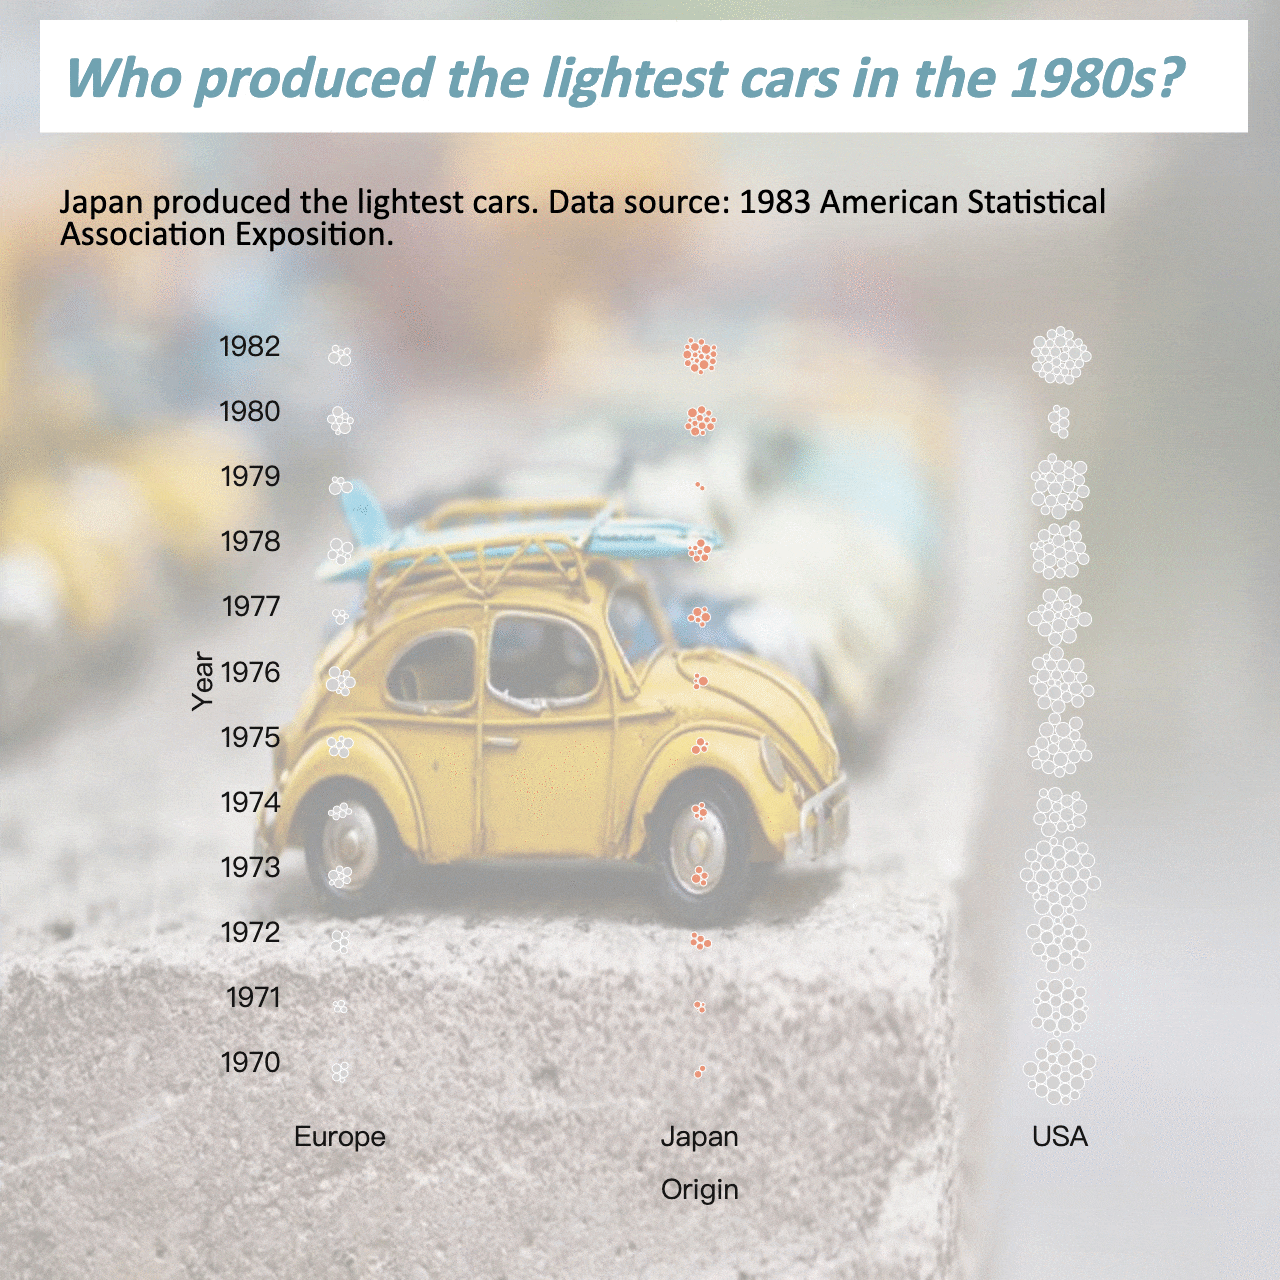 Who produced the lightest cars in the 1980s?
Japan produced the lightest cars. Data source: 1983 American Statistical
Association Exposition.
1982
1980
1979
1978
1977
1976
Year
1975
1974
1973
1972
1971
1970
Europe
Japan
USA
Origin